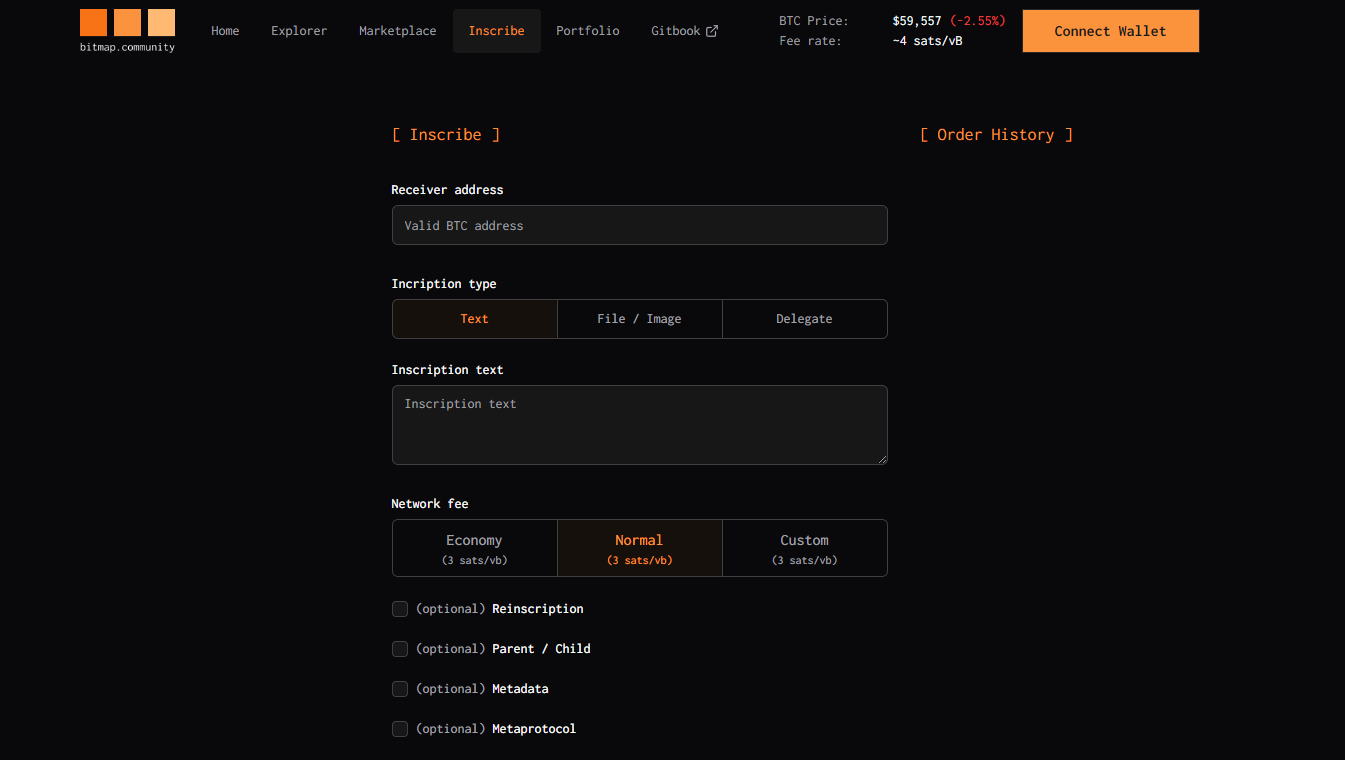 bitmap.community
Home Explorer Marketplace Inscribe Portfolio Gitbook
BTC Price: $59,557 (-2.55%)
Fee rate: ~4 sats/vB
Connect Wallet
[ Inscribe ]
[ Order History ]
Receiver address
Valid BTC address
Incription type
Text File / Image Delegate
Inscription text
Inscription text
Network fee
Economy Normal Custom
(3 sats/vb) (3 sats/vb) (3 sats/vb)
(optional) Reinscription
(optional) Parent / Child
(optional) Metadata
(optional) Metaprotocol